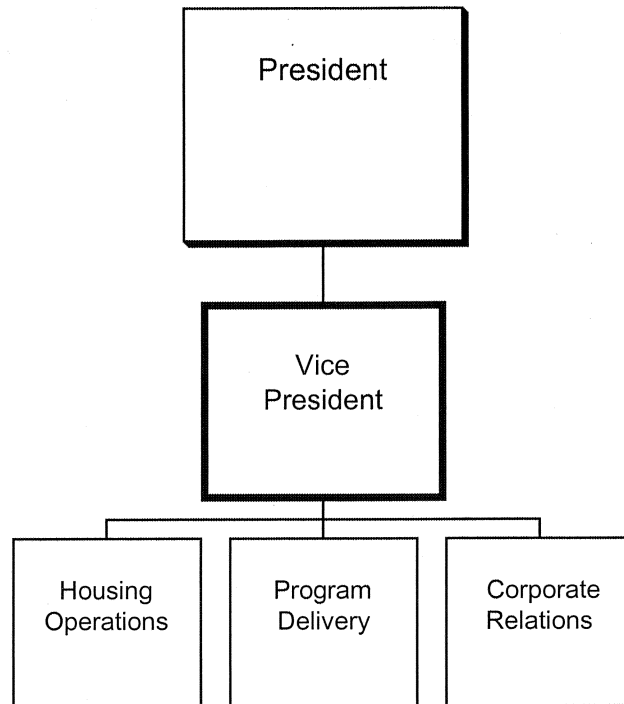 President
Vice
President
Housing
Operations
Program
Delivery
Corporate
Relations